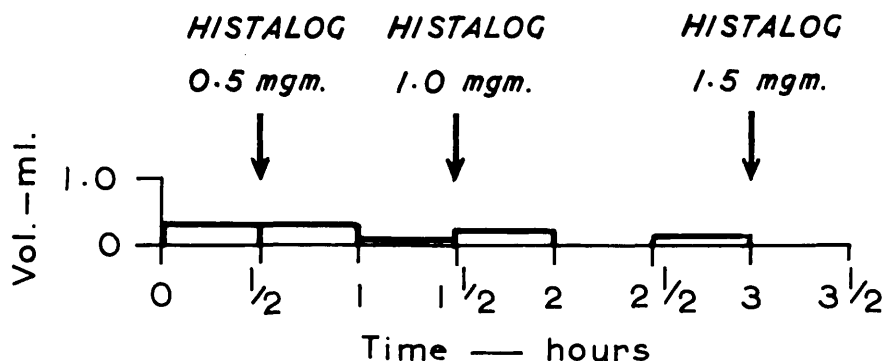 HISTALOG HISTALOG HISTALOG
0.5 mgm. 1.0 mgm. 1.5 mgm.
Vol.—ml.
1.0
0
0 1/2 1 1 1/2 2 2 1/2 3 3 1/2
Time — hours